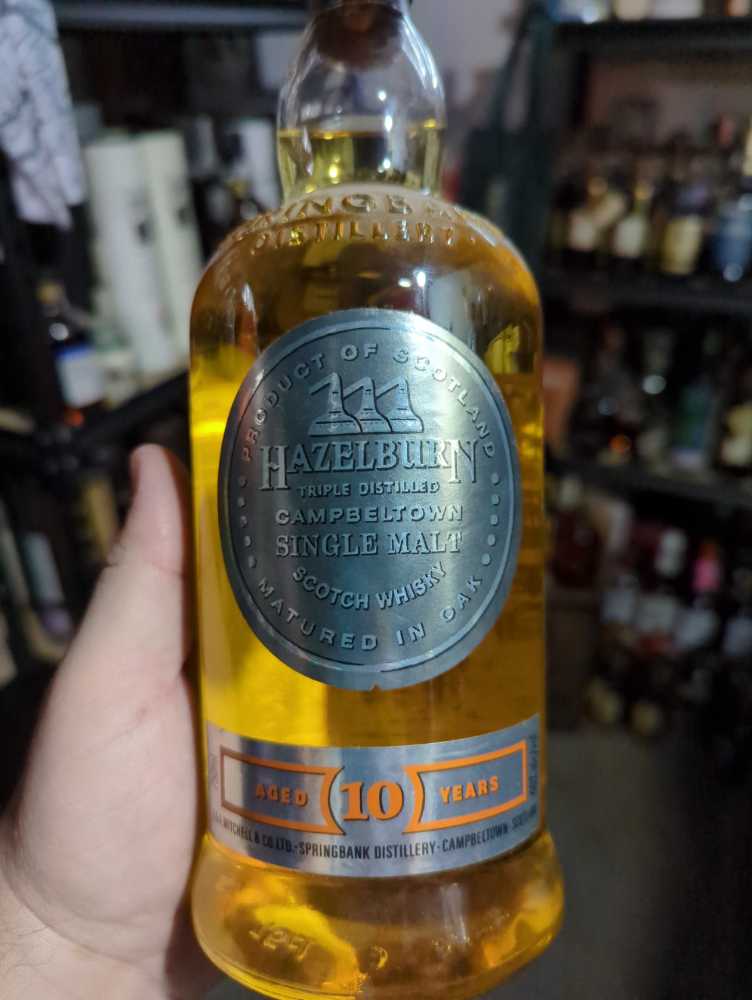 SPRINGBANK
DISTILLERY
PRODUCT OF SCOTLAND
HAZELBURN
TRIPLE DISTILLED
CAMPBELTOWN
SINGLE MALT
SCOTCH WHISKY
MATURED IN OAK
AGED 10 YEARS
MITCHELL & CO LTD. · SPRINGBANK DISTILLERY · CAMPBELTOWN ·